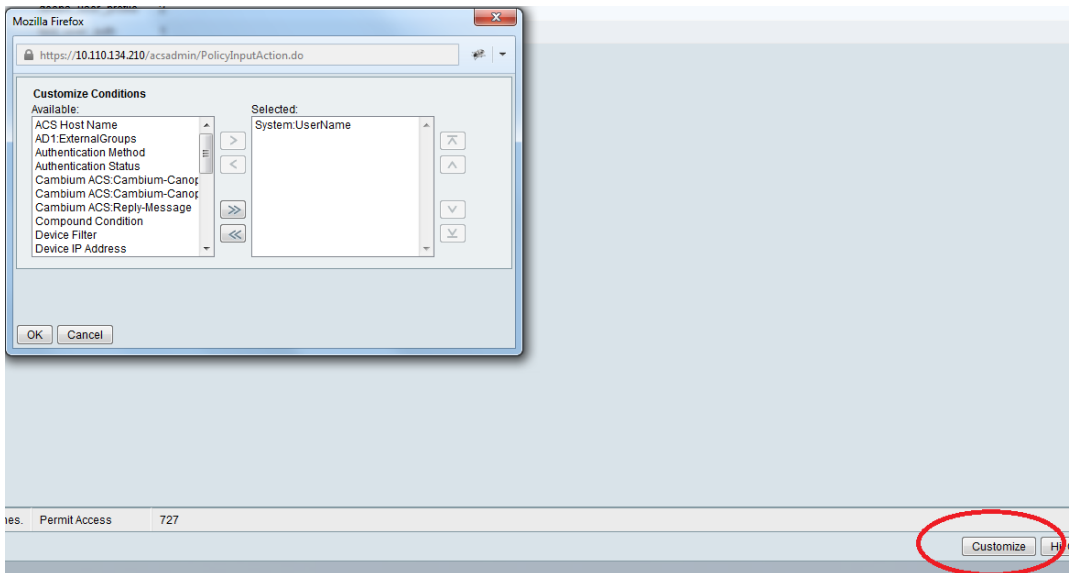 Mozilla Firefox
https://10.110.134.210/acsadmin/PolicyInputAction.do
Customize Conditions
Available:
Selected:
ACS Host Name
AD1:ExternalGroups
Authentication Method
Authentication Status
Cambium ACS:Cambium-Canop
Cambium ACS:Cambium-Canop
Cambium ACS:Reply-Message
Compound Condition
Device Filter
Device IP Address
System:UserName
OK
Cancel
Permit Access
727
Customize